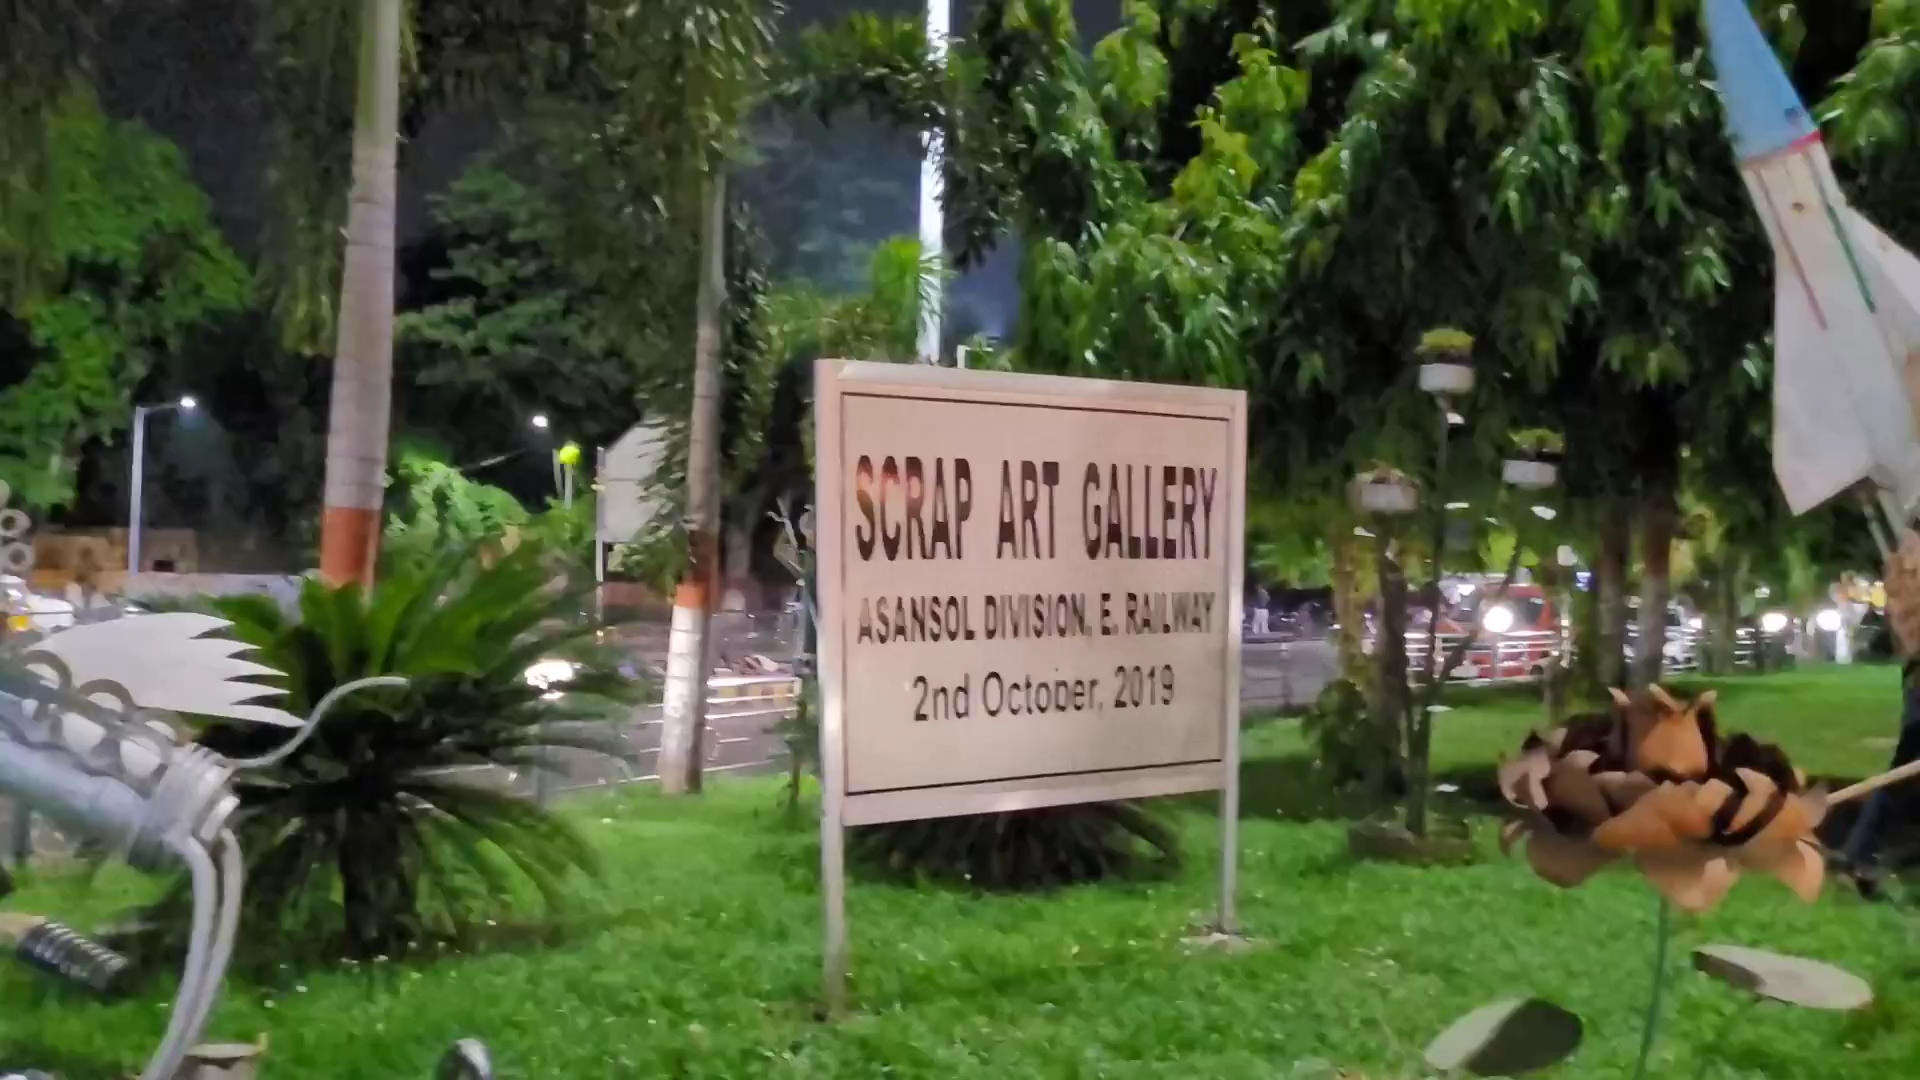 SCRAP ART GALLERY
ASANSOL DIVISION, E. RAILWAY
2nd October, 2019